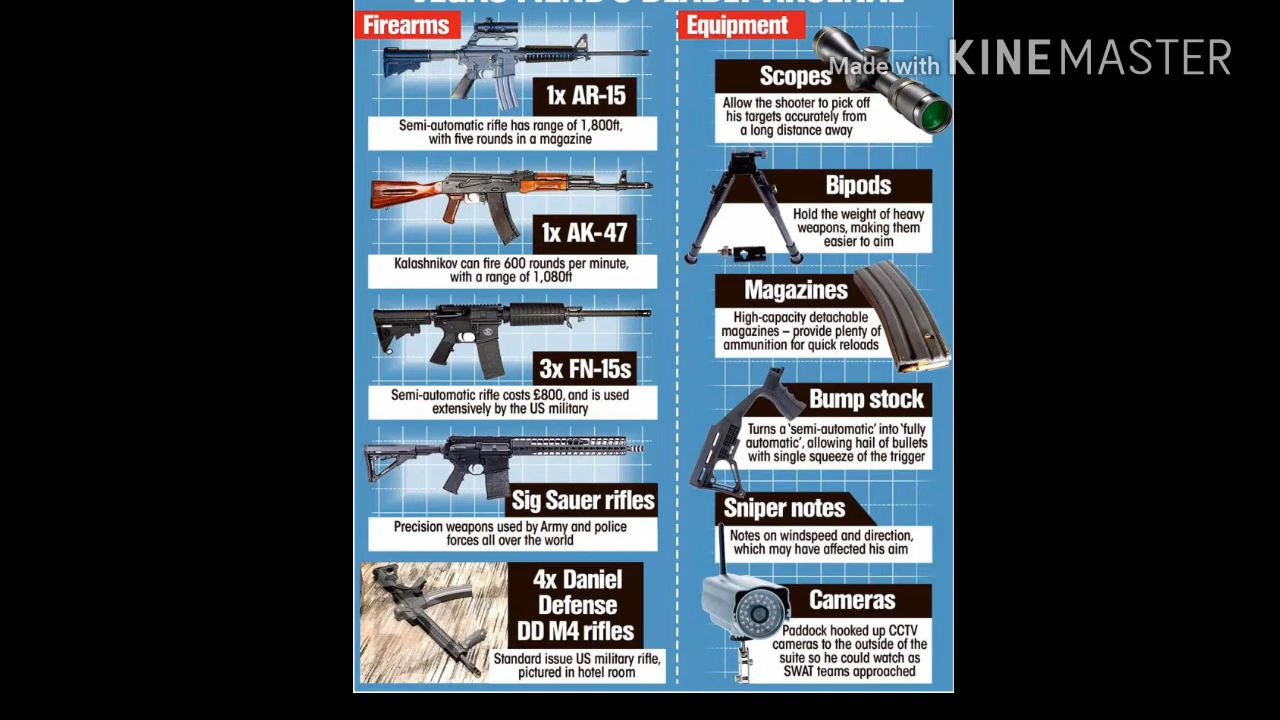 VEGAS FIEND'S DEADLY ARSENAL
Firearms
1x AR-15
Semi-automatic rifle has range of 1,800ft,
with five rounds in a magazine
1x AK-47
Kalashnikov can fire 600 rounds per minute,
with a range of 1,080ft
3x FN-15s
Semi-automatic rifle costs £800, and is used
extensively by the US military
Sig Sauer rifles
Precision weapons used by Army and police
forces all over the world
4x Daniel
Defense
DD M4 rifles
Standard issue US military rifle,
pictured in hotel room
Equipment
Made with KINEMASTER
Scopes
Allow the shooter to pick off
his targets accurately from
a long distance away
Bipods
Hold the weight of heavy
weapons, making them
easier to aim
Magazines
High-capacity detachable
magazines – provide plenty of
ammunition for quick reloads
Bump stock
Turns a 'semi-automatic' into 'fully
automatic', allowing hail of bullets
with single squeeze of the trigger
Sniper notes
Notes on windspeed and direction,
which may have affected his aim
Cameras
Paddock hooked up CCTV
cameras to the outside of the
suite so he could watch as
SWAT teams approached